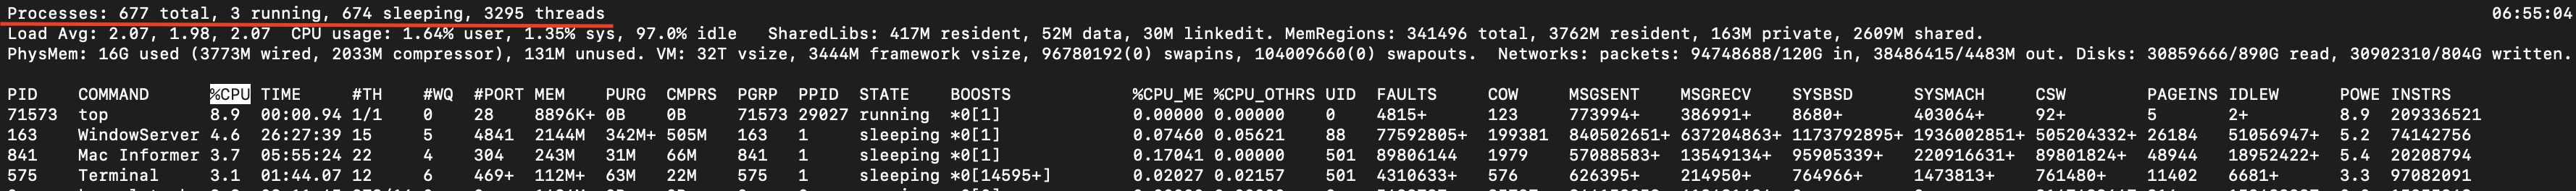 Processes: 677 total, 3 running, 674 sleeping, 3295 threads 06:55:04
Load Avg: 2.07, 1.98, 2.07  CPU usage: 1.64% user, 1.35% sys, 97.0% idle   SharedLibs: 417M resident, 52M data, 30M linkedit. MemRegions: 341496 total, 3762M resident, 163M private, 2609M shared.
PhysMem: 16G used (3773M wired, 2033M compressor), 131M unused. VM: 32T vsize, 3444M framework vsize, 96780192(0) swapins, 104009660(0) swapouts.  Networks: packets: 94748688/120G in, 38486415/4483M out. Disks: 30859666/890G read, 30902310/804G written.
PID COMMAND %CPU TIME #TH #WQ #PORT MEM PURG CMPRS PGRP PPID STATE BOOSTS %CPU_ME %CPU_OTHRS UID FAULTS COW MSGSENT MSGRECV SYSBSD SYSMACH CSW PAGEINS IDLEW POWE INSTRS
71573 top 8.9 00:00.94 1/1 0 28 8896K+ 0B 0B 71573 29027 running *0[1] 0.00000 0.00000 0 4815+ 123 773994+ 386991+ 8680+ 403064+ 92+ 5 2+ 8.9 209336521
163 WindowServer 4.6 26:27:39 15 5 4841 2144M 342M+ 505M 163 1 sleeping *0[1] 0.07460 0.05621 88 77592805+ 199381 840502651+ 637204863+ 1173792895+ 1936002851+ 505204332+ 26184 51056947+ 5.2 74142756
841 Mac Informer 3.7 05:55:24 22 4 304 243M 31M 66M 841 1 sleeping *0[1] 0.17041 0.00000 501 89806144 1979 57088583+ 13549134+ 95905339+ 220916631+ 89801824+ 48944 18952422+ 5.4 20208794
575 Terminal 3.1 01:44.07 12 6 469+ 112M+ 63M 22M 575 1 sleeping *0[14595+] 0.02027 0.02157 501 4310633+ 576 626395+ 214950+ 764966+ 1473813+ 761480+ 11402 6681+ 3.3 97082091